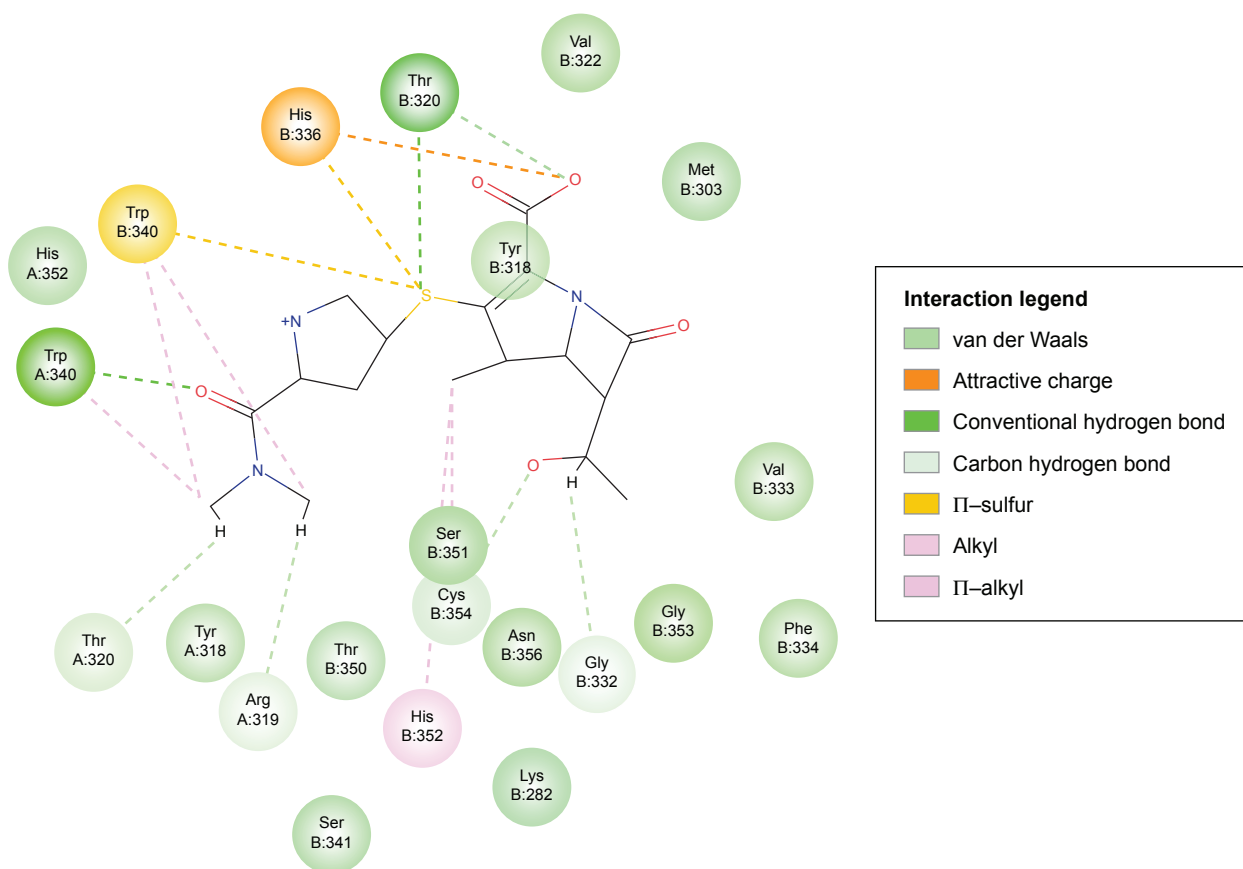 Val
B:322
Thr
B:320
His
B:336
Met
B:303
Trp
B:340
O
O
Tyr
B:318
His
A:352
S
N
+N
O
Trp
A:340
O
N
O
H
Val
B:333
H
H
Ser
B:351
Cys
B:354
Asn
B:356
Gly
B:353
Phe
B:334
Gly
B:332
Thr
A:320
Tyr
A:318
Thr
B:350
Arg
A:319
His
B:352
Lys
B:282
Ser
B:341
Interaction legend
van der Waals
Attractive charge
Conventional hydrogen bond
Carbon hydrogen bond
Π–sulfur
Alkyl
Π–alkyl